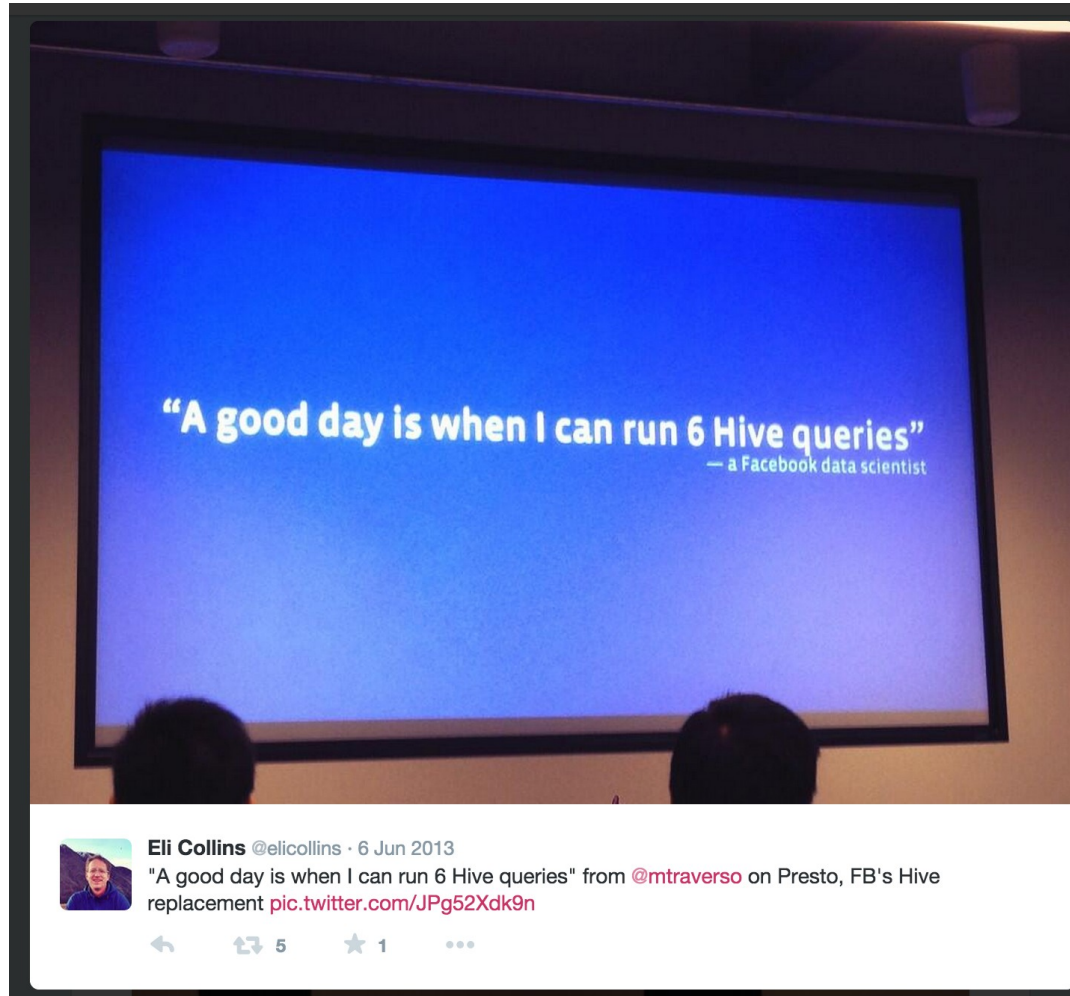 “A good day is when I can run 6 Hive queries”
— a Facebook data scientist
Eli Collins @elicollins · 6 Jun 2013
"A good day is when I can run 6 Hive queries" from @mtraverso on Presto, FB's Hive
replacement pic.twitter.com/JPg52Xdk9n
5 1